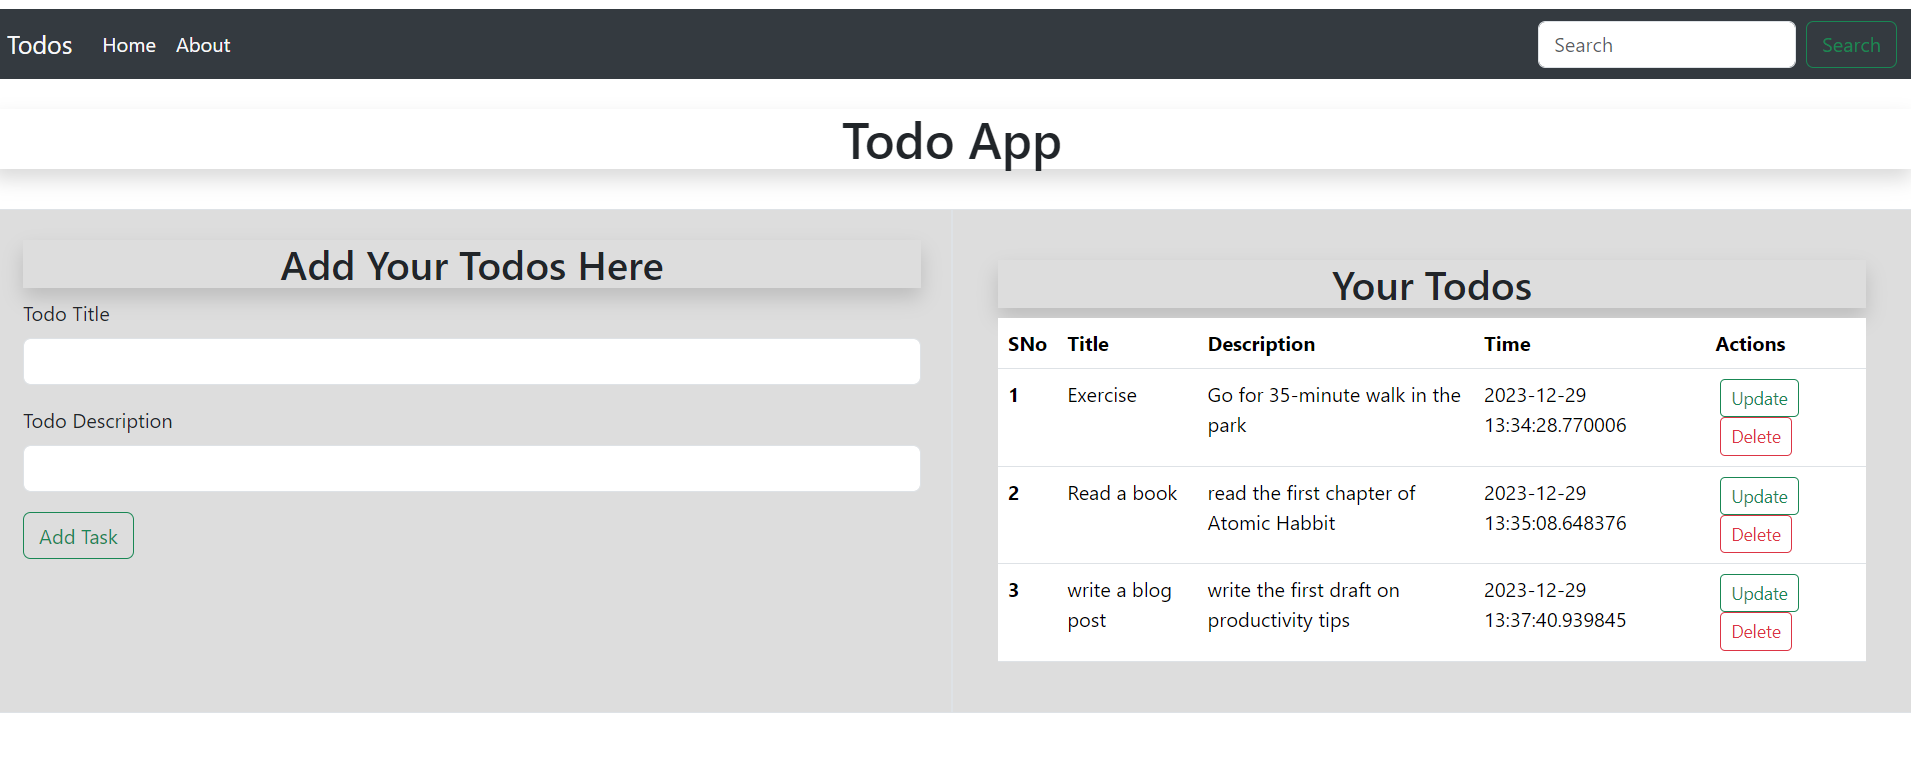 Todos Home About Search Search
Todo App
Add Your Todos Here
Todo Title
Todo Description
Add Task
Your Todos
SNo Title Description Time Actions
1 Exercise Go for 35-minute walk in the 2023-12-29 Update
park 13:34:28.770006 Delete
2 Read a book read the first chapter of 2023-12-29 Update
Atomic Habbit 13:35:08.648376 Delete
3 write a blog write the first draft on 2023-12-29 Update
post productivity tips 13:37:40.939845 Delete